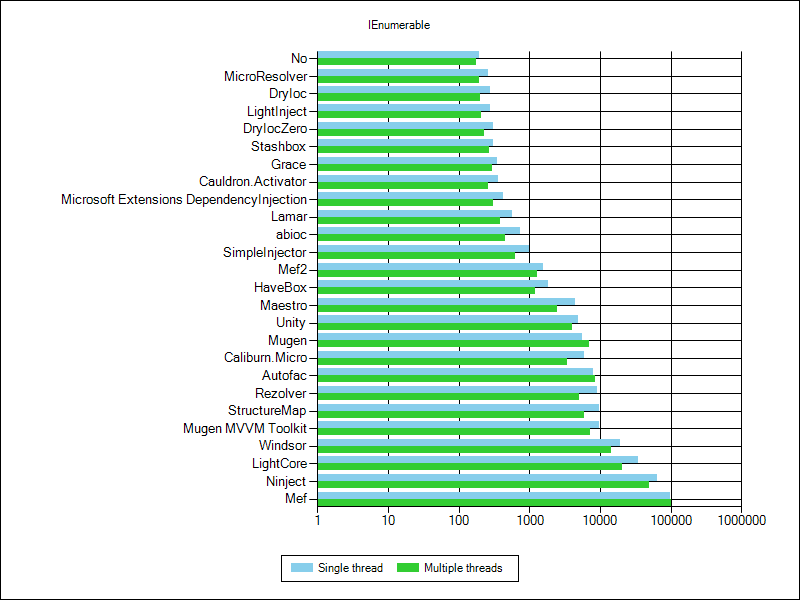 IEnumerable
No
MicroResolver
DryIoc
LightInject
DryIocZero
Stashbox
Grace
Cauldron.Activator
Microsoft Extensions DependencyInjection
Lamar
abioc
SimpleInjector
Mef2
HaveBox
Maestro
Unity
Mugen
Caliburn.Micro
Autofac
Rezolver
StructureMap
Mugen MVVM Toolkit
Windsor
LightCore
Ninject
Mef
1 10 100 1000 10000 100000 1000000
Single thread Multiple threads